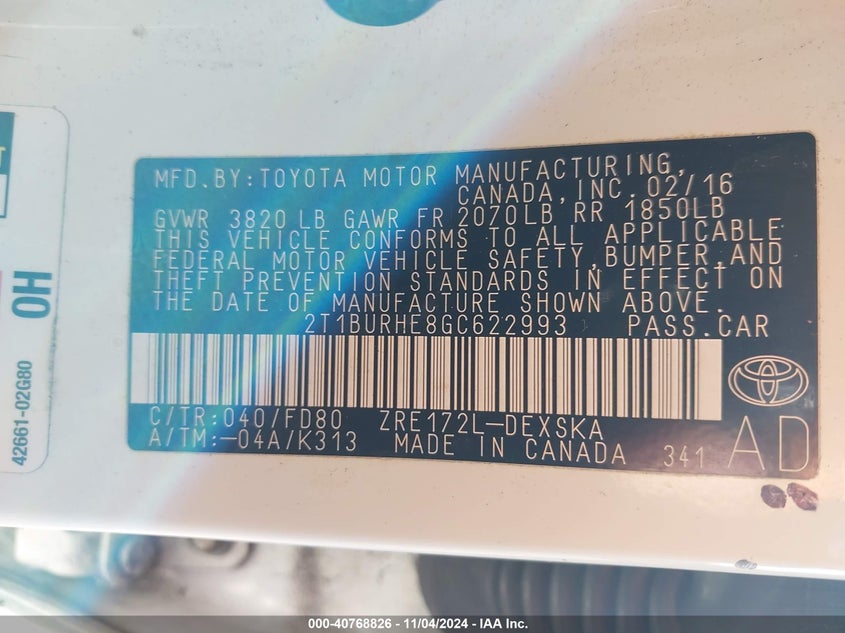 MFD.BY:TOYOTA MOTOR MANUFACTURING,
CANADA, INC. 02/16
GVWR 3820 LB GAWR FR 2070LB RR 1850LB
THIS VEHICLE CONFORMS TO ALL APPLICABLE
FEDERAL MOTOR VEHICLE SAFETY,BUMPER,AND
THEFT PREVENTION STANDARDS IN EFFECT ON
THE DATE OF MANUFACTURE SHOWN ABOVE.
2T1BURHE8GC622993 PASS.CAR
C/TR:040/FD80 ZRE172L-DEXSKA
A/TM:-04A/K313 MADE IN CANADA 341
AD
T
OH
42661-02G80
000-40768826 - 11/04/2024 - IAA Inc.